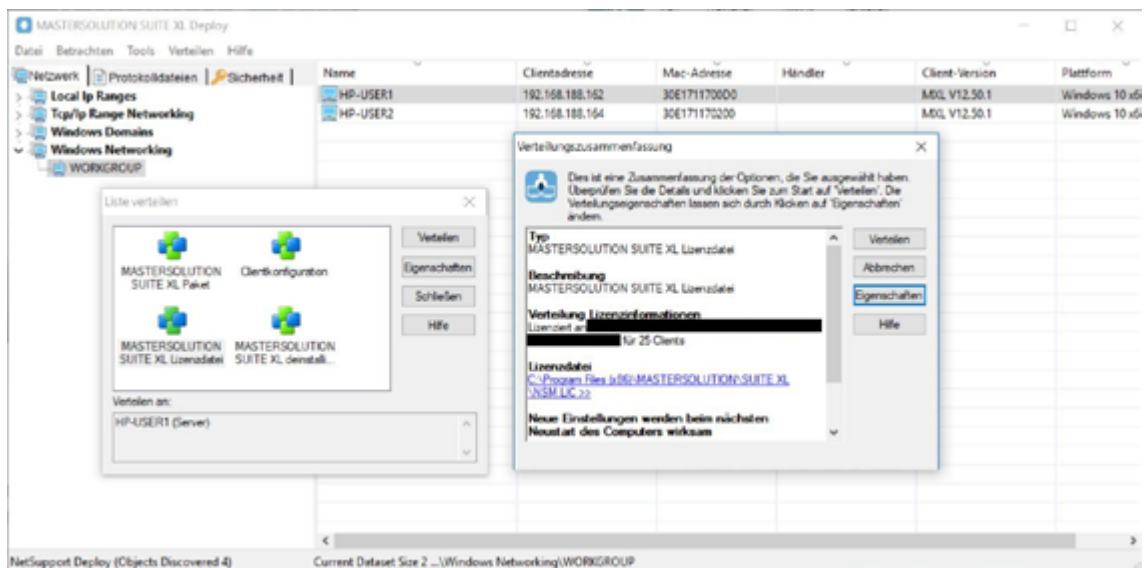 MASTERSOLUTION SUITE XL Deploy
Datei Betrachten Tools Verteilen Hilfe
Netzwerk Protokolldateien Sicherheit
Local Ip Ranges
Tcp/Ip Range Networking
Windows Domains
Windows Networking
WORKGROUP
Name Clientadresse Mac-Adresse Händler Client-Version Plattform
HP-USER1 192.168.188.162 30E1711700D0 MXL V12.50.1 Windows 10 x64
HP-USER2 192.168.188.164 30E171170200 MXL V12.50.1 Windows 10 x64
Liste verteilen
MASTERSOLUTION
SUITE XL Paket
Clientkonfiguration
MASTERSOLUTION
SUITE XL Lizenzdatei
MASTERSOLUTION
SUITE XL deinstalli...
Verteilen
Eigenschaften
Schließen
Hilfe
Verteilen an:
HP-USER1 (Server)
Verteilungszusammenfassung
Dies ist eine Zusammenfassung der Optionen, die Sie ausgewählt haben.
Überprüfen Sie die Details und klicken Sie zum Start auf 'Verteilen'. Die
Verteilungseigenschaften lassen sich durch Klicken auf 'Eigenschaften'
ändern.
Typ
MASTERSOLUTION SUITE XL Lizenzdatei
Beschreibung
MASTERSOLUTION SUITE XL Lizenzdatei
Verteilung Lizenzinformationen
Lizenziert an
für 25 Clients
Lizenzdatei
C:\Program Files (x86)\MASTERSOLUTION\SUITE XL
\NSM.LIC >>
Neue Einstellungen werden beim nächsten
Neustart des Computers wirksam
Verteilen
Abbrechen
Eigenschaften
Hilfe
NetSupport Deploy (Objects Discovered 4) Current Dataset Size 2 ...\Windows Networking\WORKGROUP